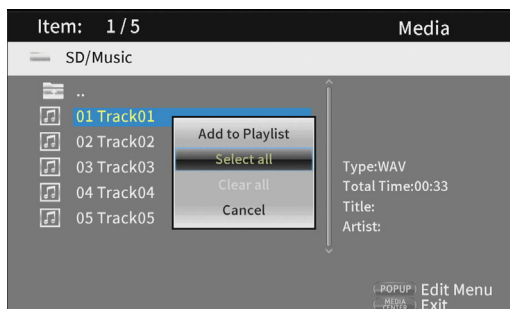 Item: 1/5 Media
SD/Music
..
01 Track01
02 Track02
03 Track03
04 Track04
05 Track05
Add to Playlist
Select all
Clear all
Cancel
Type:WAV
Total Time:00:33
Title:
Artist:
POPUP Edit Menu
MEDIA CENTER Exit